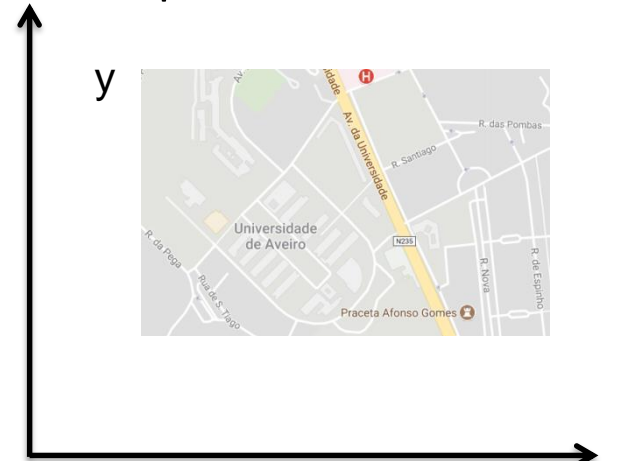 y
H
Av.
Av. da Universidade
R. das Pombas
R. Santiago
Universidade
de Aveiro
N235
R. da Pega
Rua de S. Tiago
R. Nova
R. de Espinho
Praceta Afonso Gomes